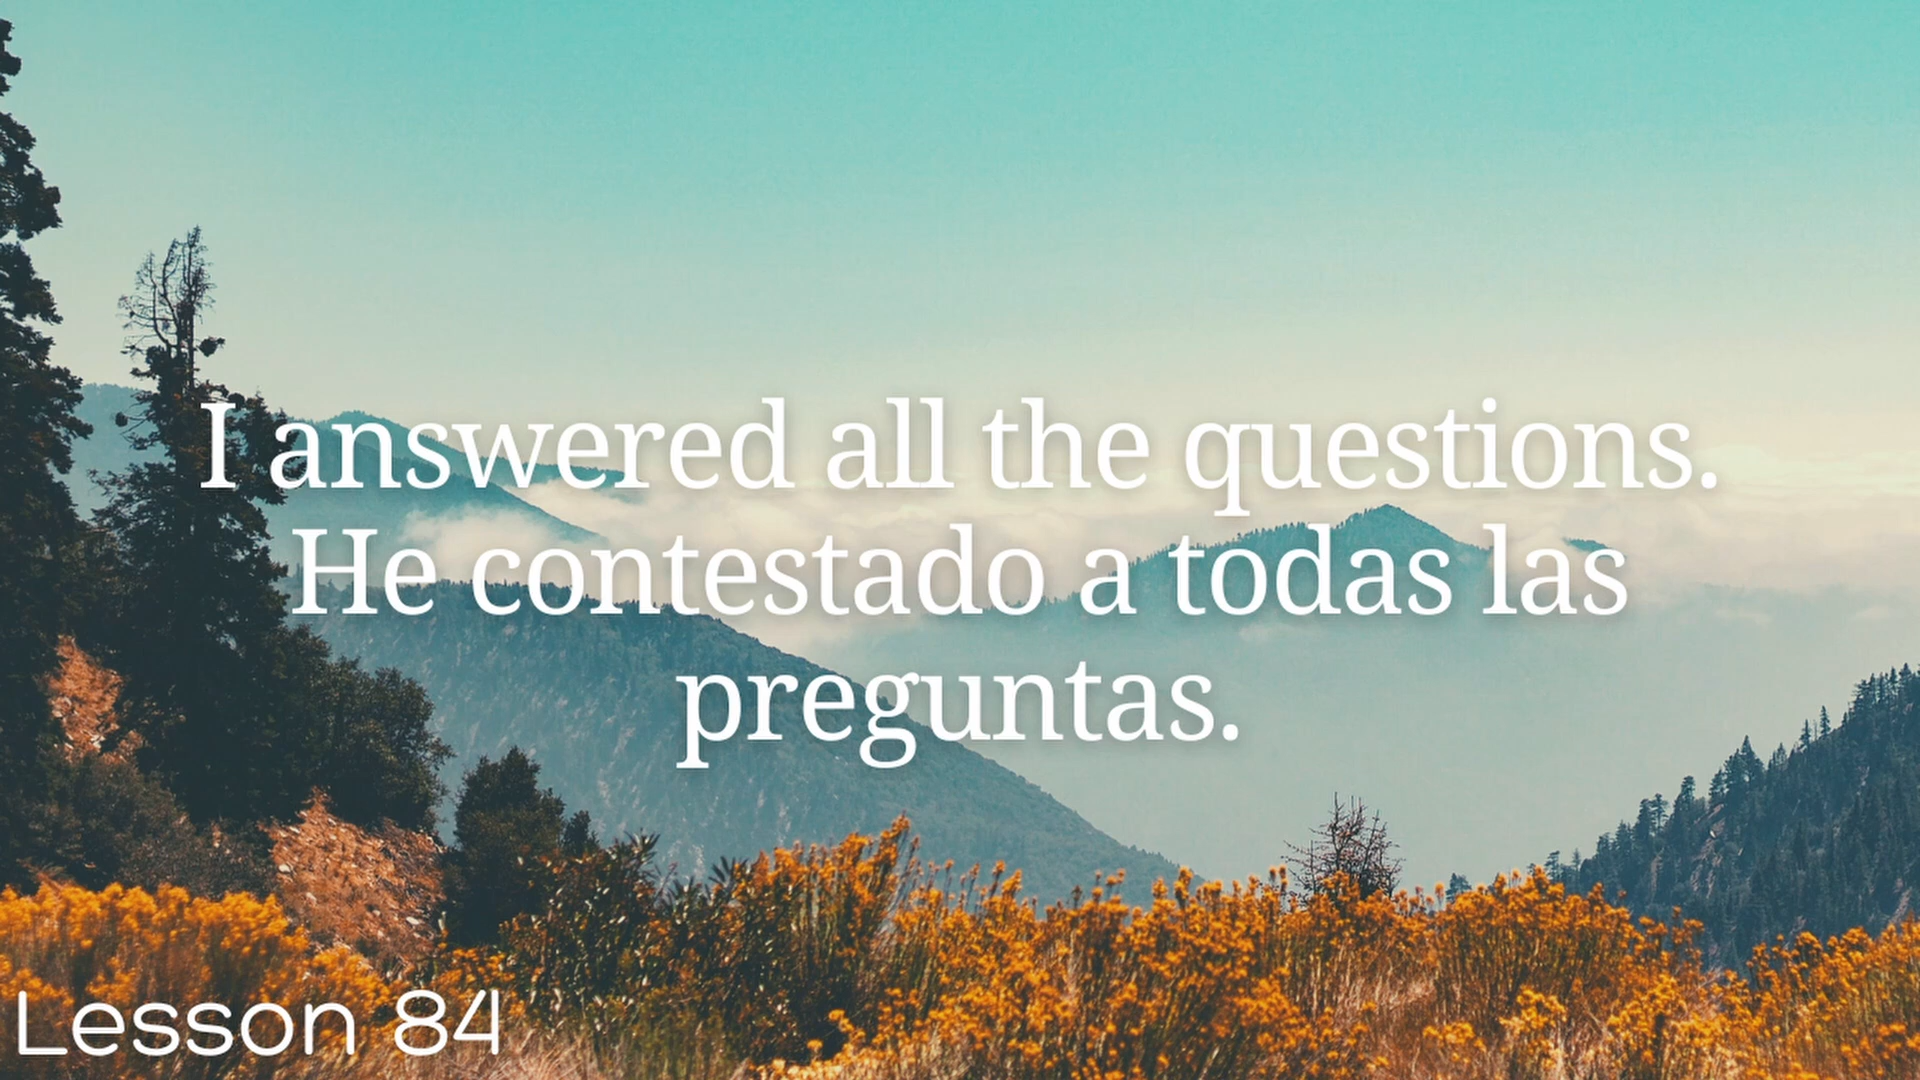 I answered all the questions.
He contestado a todas las
preguntas.
Lesson 84